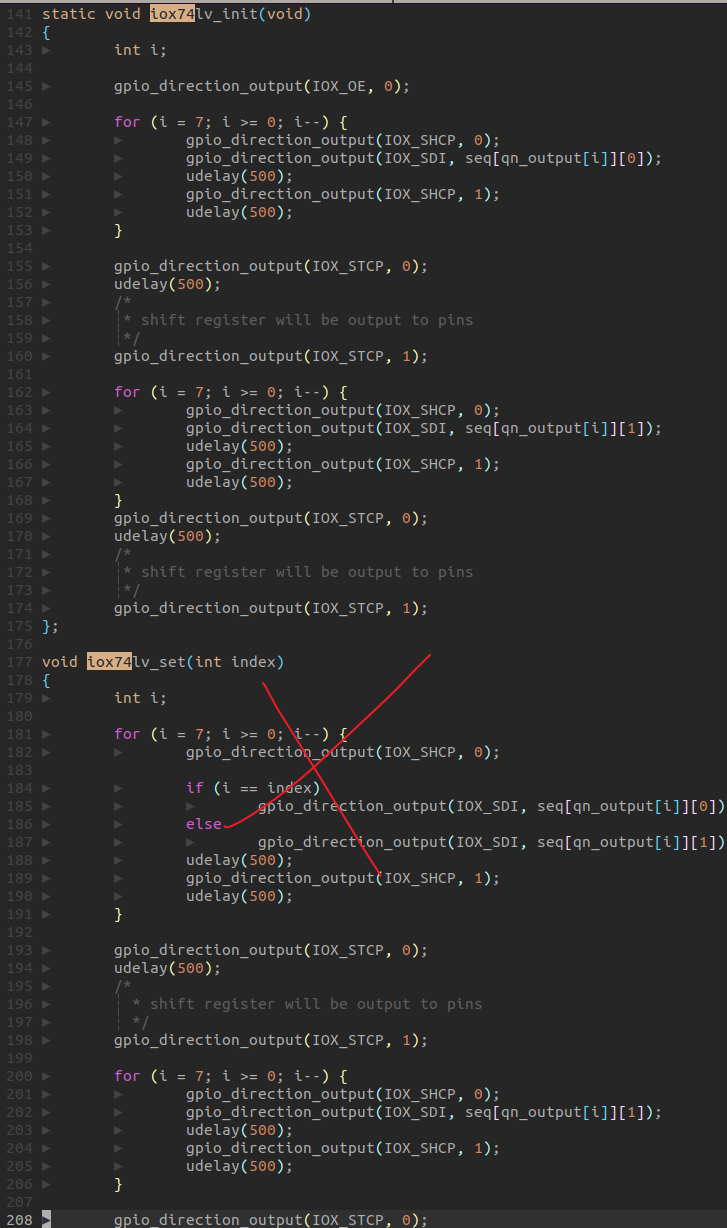 141 static void iox74lv_init(void)
142 {
143 int i;
144
145 gpio_direction_output(IOX_OE, 0);
146
147 for (i = 7; i >= 0; i--) {
148 gpio_direction_output(IOX_SHCP, 0);
149 gpio_direction_output(IOX_SDI, seq[qn_output[i]][0]);
150 udelay(500);
151 gpio_direction_output(IOX_SHCP, 1);
152 udelay(500);
153 }
154
155 gpio_direction_output(IOX_STCP, 0);
156 udelay(500);
157 /*
158 * shift register will be output to pins
159 */
160 gpio_direction_output(IOX_STCP, 1);
161
162 for (i = 7; i >= 0; i--) {
163 gpio_direction_output(IOX_SHCP, 0);
164 gpio_direction_output(IOX_SDI, seq[qn_output[i]][1]);
165 udelay(500);
166 gpio_direction_output(IOX_SHCP, 1);
167 udelay(500);
168 }
169 gpio_direction_output(IOX_STCP, 0);
170 udelay(500);
171 /*
172 * shift register will be output to pins
173 */
174 gpio_direction_output(IOX_STCP, 1);
175 };
176
177 void iox74lv_set(int index)
178 {
179 int i;
180
181 for (i = 7; i >= 0; i--) {
182 gpio_direction_output(IOX_SHCP, 0);
183
184 if (i == index)
185 gpio_direction_output(IOX_SDI, seq[qn_output[i]][0])
186 else
187 gpio_direction_output(IOX_SDI, seq[qn_output[i]][1])
188 udelay(500);
189 gpio_direction_output(IOX_SHCP, 1);
190 udelay(500);
191 }
192
193 gpio_direction_output(IOX_STCP, 0);
194 udelay(500);
195 /*
196 * shift register will be output to pins
197 */
198 gpio_direction_output(IOX_STCP, 1);
199
200 for (i = 7; i >= 0; i--) {
201 gpio_direction_output(IOX_SHCP, 0);
202 gpio_direction_output(IOX_SDI, seq[qn_output[i]][1]);
203 udelay(500);
204 gpio_direction_output(IOX_SHCP, 1);
205 udelay(500);
206 }
207
208 gpio_direction_output(IOX_STCP, 0);